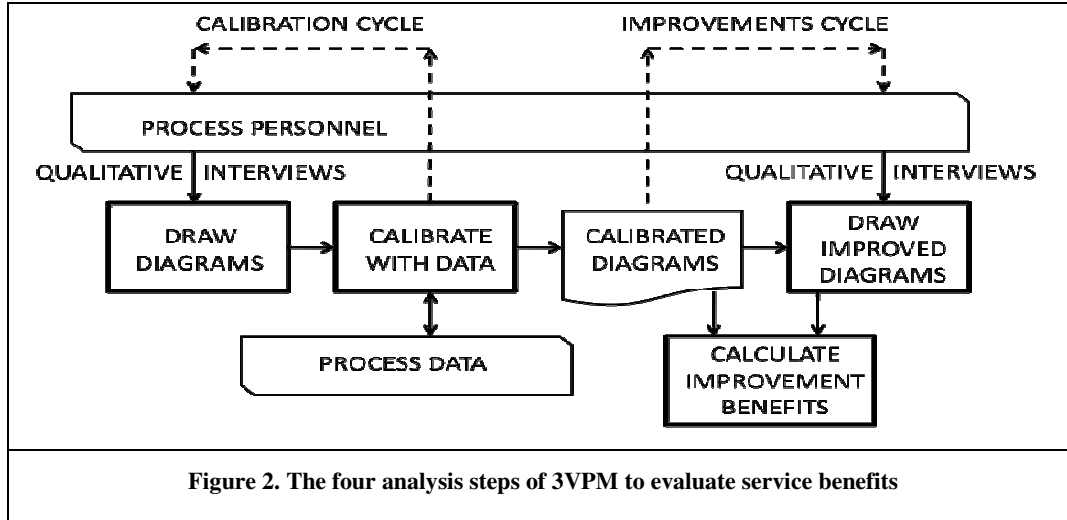 CALIBRATION CYCLE
IMPROVEMENTS CYCLE
PROCESS PERSONNEL
QUALITATIVE INTERVIEWS
QUALITATIVE INTERVIEWS
DRAW
DIAGRAMS
CALIBRATE
WITH DATA
CALIBRATED
DIAGRAMS
DRAW
IMPROVED
DIAGRAMS
PROCESS DATA
CALCULATE
IMPROVEMENT
BENEFITS
Figure 2. The four analysis steps of 3VPM to evaluate service benefits